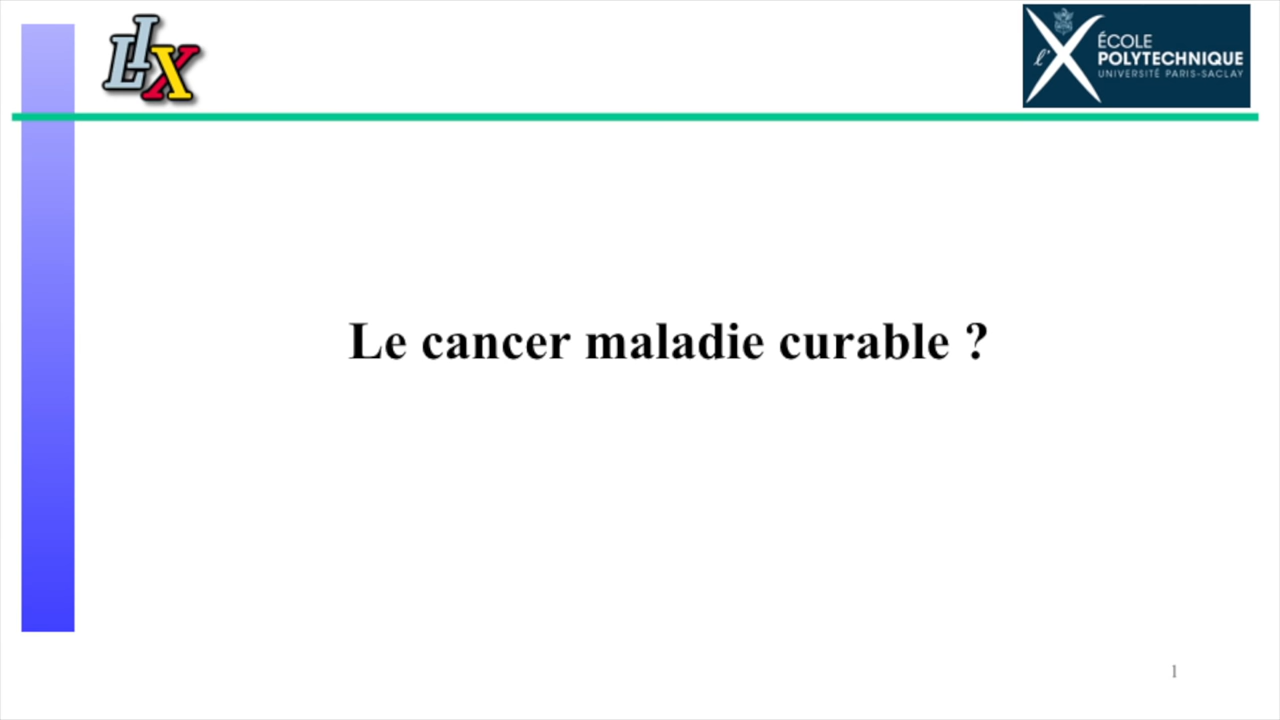 LIX
l'X
ÉCOLE
POLYTECHNIQUE
UNIVERSITÉ PARIS-SACLAY
Le cancer maladie curable ?
1